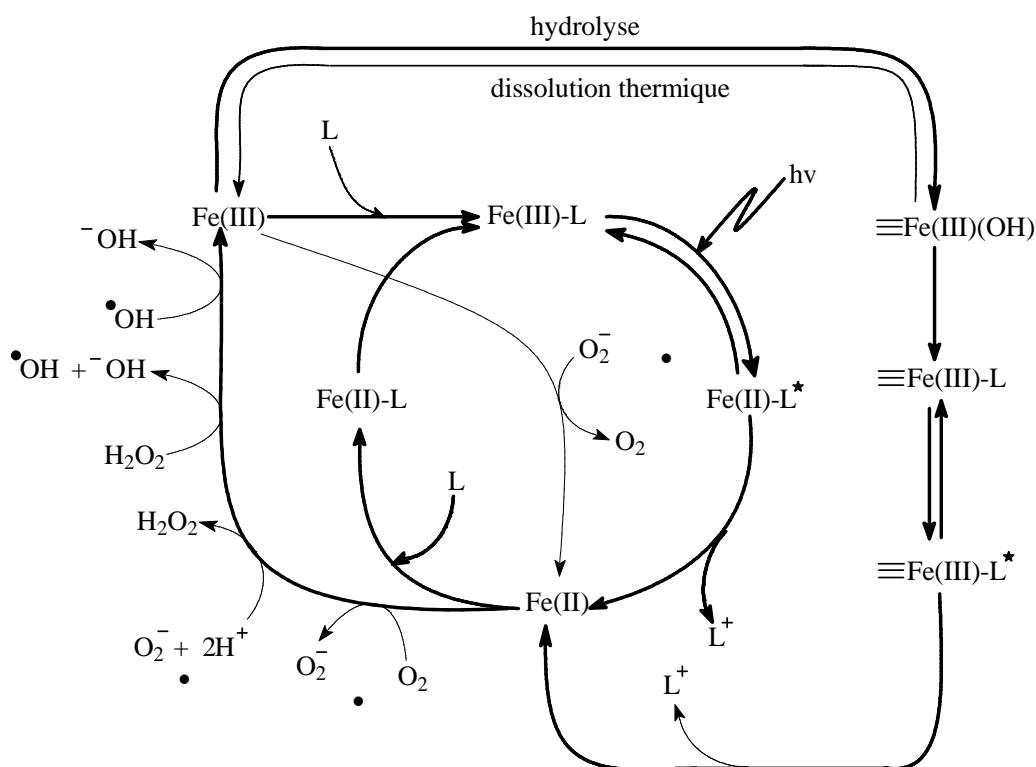 hydrolyse
dissolution thermique
L
hν
Fe(III)
Fe(III)-L
≡Fe(III)(OH)
⁻OH
•OH
O₂⁻•
•OH + ⁻OH
≡Fe(III)-L
Fe(II)-L
Fe(II)-L*
O₂
H₂O₂
L
H₂O₂
≡Fe(III)-L*
Fe(II)
O₂⁻• + 2H⁺
L⁺
O₂⁻•
O₂
L⁺